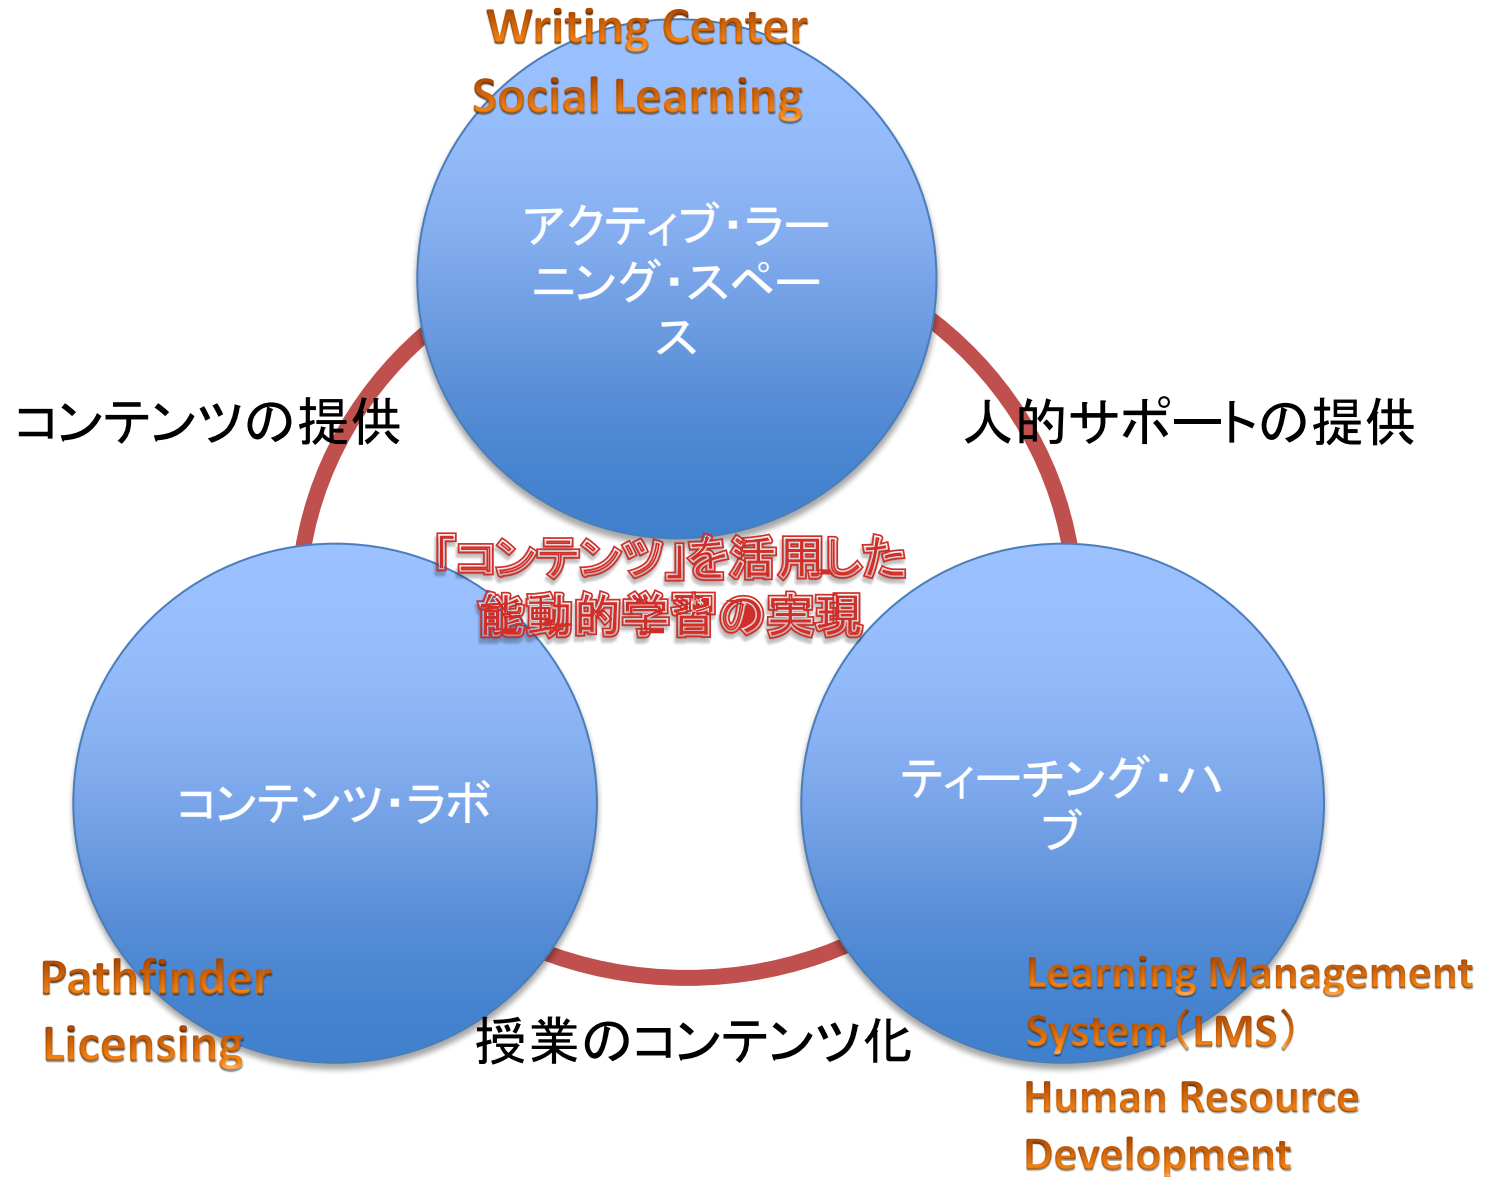 Writing Center
Social Learning
アクティブ・ラー
ニング・スペー
ス
コンテンツの提供
人的サポートの提供
「コンテンツ」を活用した
能動的学習の実現
コンテンツ・ラボ
ティーチング・ハ
ブ
Pathfinder
Licensing
授業のコンテンツ化
Learning Management
System（LMS）
Human Resource
Development